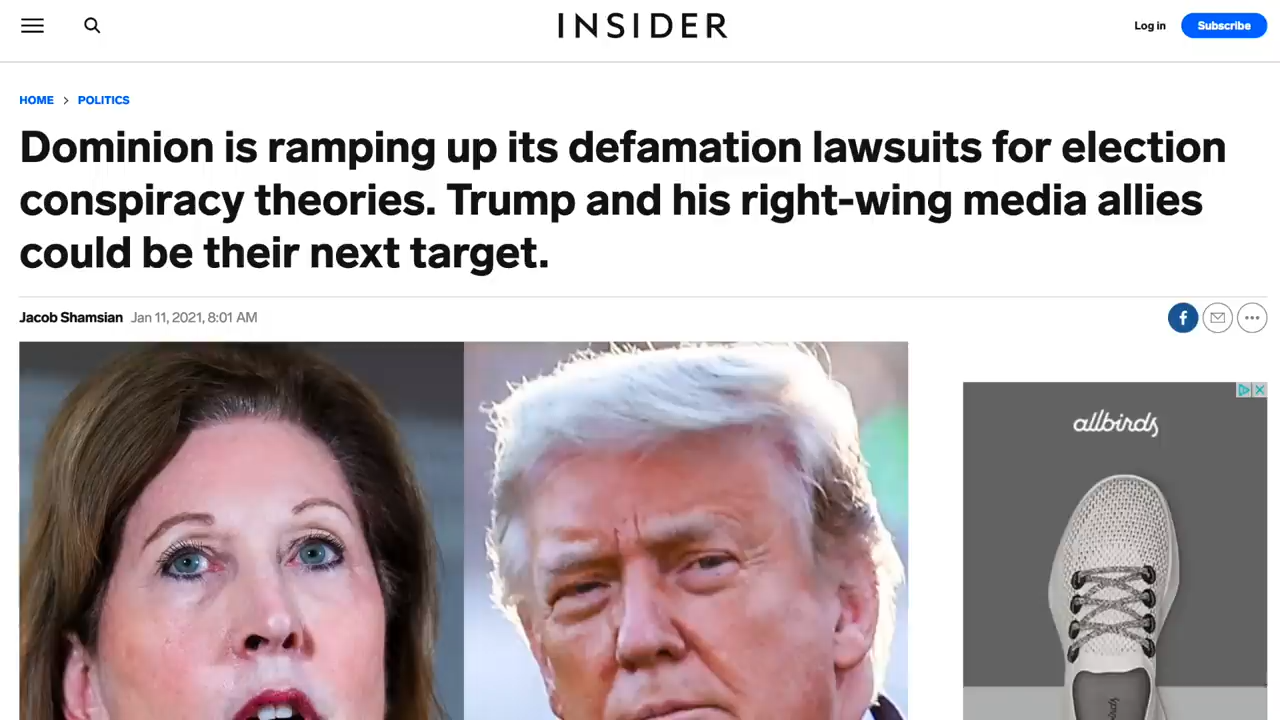 INSIDER
Log in
Subscribe
HOME > POLITICS
Dominion is ramping up its defamation lawsuits for election
conspiracy theories. Trump and his right-wing media allies
could be their next target.
Jacob Shamsian Jan 11, 2021, 8:01 AM
allbirds
allbirds